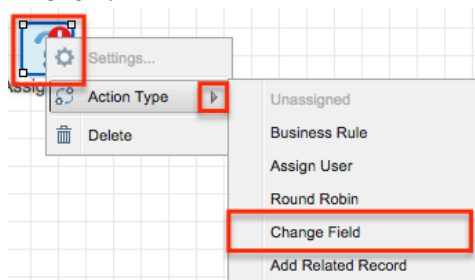 Settings...
Action Type
Delete
Unassigned
Business Rule
Assign User
Round Robin
Change Field
Add Related Record